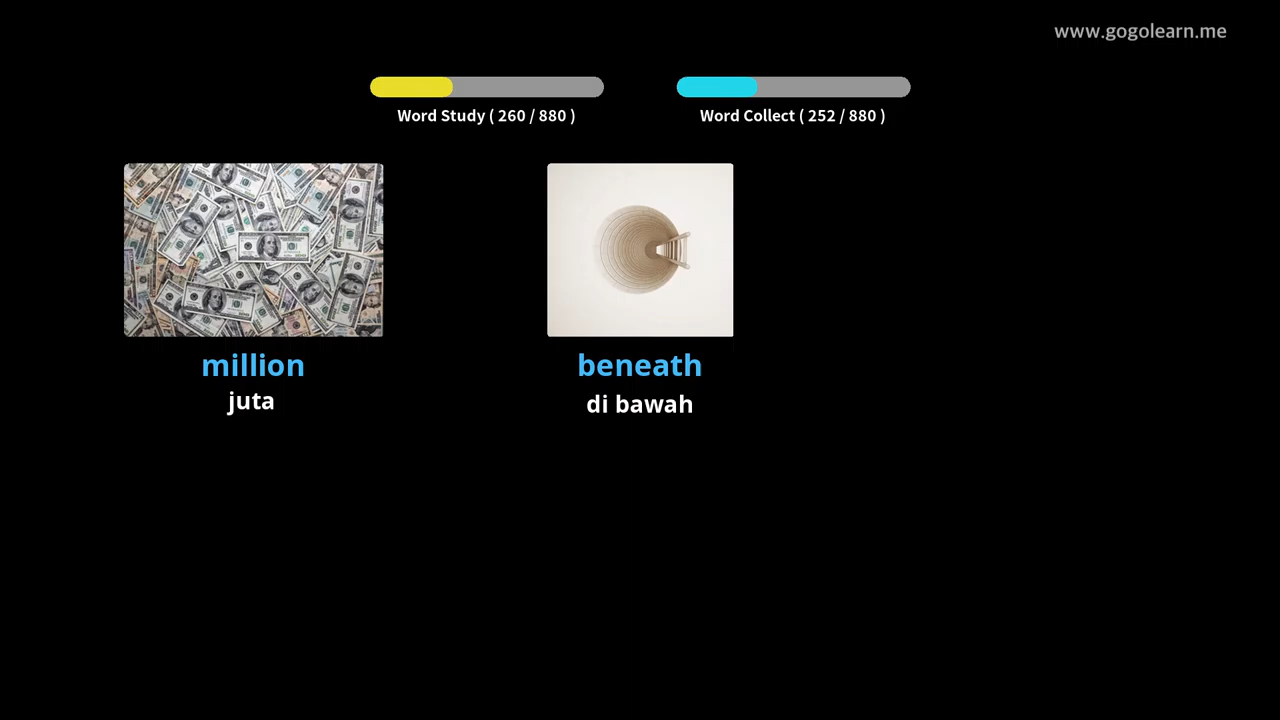 www.gogolearn.me
Word Study ( 260 / 880 )
Word Collect ( 252 / 880 )
million
juta
beneath
di bawah